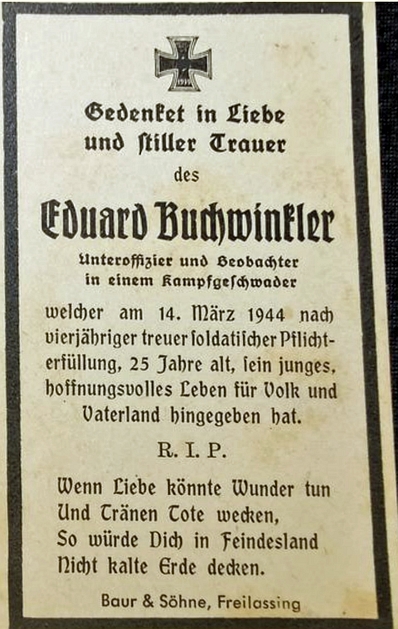 1939
Gedenket in Liebe
und stiller Trauer
des
Eduard Buchwinkler
Unteroffizier und Beobachter
in einem Kampfgeschwader
welcher am 14. März 1944 nach
vierjähriger treuer soldatischer Pflicht-
erfüllung, 25 Jahre alt, sein junges,
hoffnungsvolles Leben für Volk und
Vaterland hingegeben hat.
R. I. P.
Wenn Liebe könnte Wunder tun
Und Tränen Tote wecken,
So würde Dich in Feindesland
Nicht kalte Erde decken.
Baur & Söhne, Freilassing